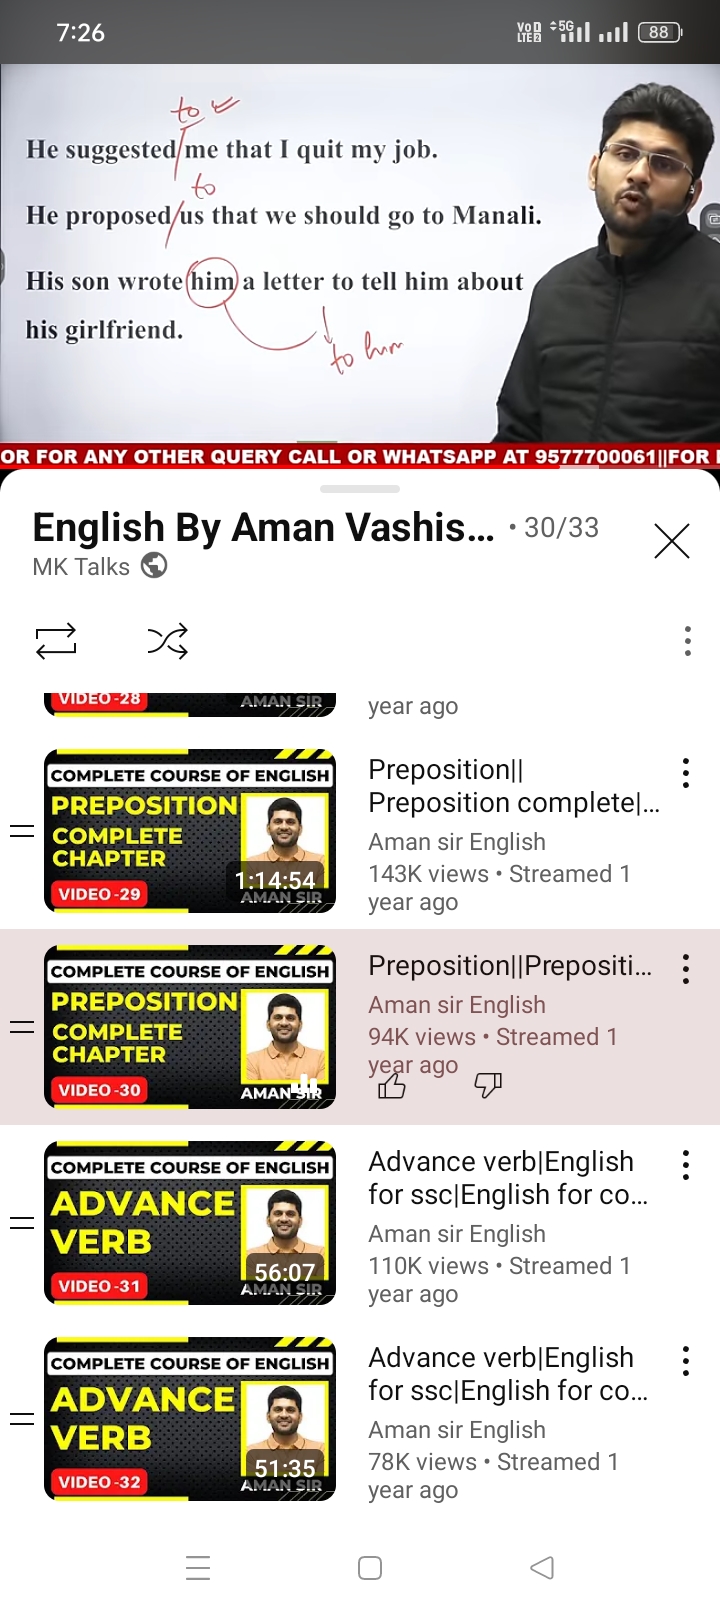 7:26
VoD
LTE2
5G
88
to
He suggested/me that I quit my job.
to
He proposed/us that we should go to Manali.
His son wrote him a letter to tell him about
his girlfriend.
to him
OR FOR ANY OTHER QUERY CALL OR WHATSAPP AT 9577700061||FOR
English By Aman Vashis... • 30/33
MK Talks
VIDEO-28
AMAN SIR
year ago
COMPLETE COURSE OF ENGLISH
PREPOSITION
COMPLETE
CHAPTER
1:14:54
VIDEO-29
AMAN SIR
Preposition||
Preposition complete|...
Aman sir English
143K views • Streamed 1
year ago
COMPLETE COURSE OF ENGLISH
PREPOSITION
COMPLETE
CHAPTER
VIDEO-30
AMAN SIR
Preposition||Prepositi...
Aman sir English
94K views • Streamed 1
year ago
COMPLETE COURSE OF ENGLISH
ADVANCE
VERB
56:07
VIDEO-31
AMAN SIR
Advance verb|English
for ssc|English for co...
Aman sir English
110K views • Streamed 1
year ago
COMPLETE COURSE OF ENGLISH
ADVANCE
VERB
51:35
VIDEO-32
AMAN SIR
Advance verb|English
for ssc|English for co...
Aman sir English
78K views • Streamed 1
year ago